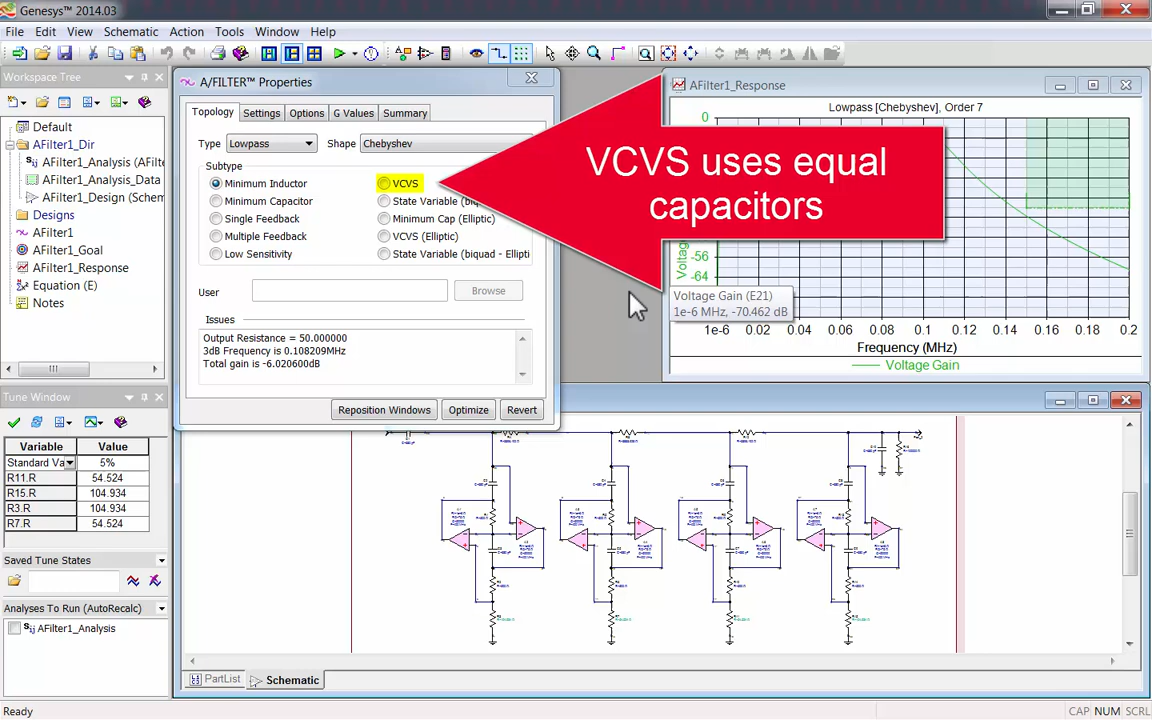 Genesys™ 2014.03
File Edit View Schematic Action Tools Window Help
Workspace Tree
Default
AFilter1_Dir
AFilter1_Analysis (AFilte
AFilter1_Analysis_Data
AFilter1_Design (Schem
Designs
AFilter1
AFilter1_Goal
AFilter1_Response
Equation (E)
Notes
Tune Window
Variable Value
Standard Va 5%
R11.R 54.524
R15.R 104.934
R3.R 104.934
R7.R 54.524
Saved Tune States
Analyses To Run (AutoRecalc)
AFilter1_Analysis
A/FILTER™ Properties
Topology Settings Options G Values Summary
Type Lowpass Shape Chebyshev
Subtype
Minimum Inductor VCVS
Minimum Capacitor State Variable (biq
Single Feedback Minimum Cap (Elliptic)
Multiple Feedback VCVS (Elliptic)
Low Sensitivity State Variable (biquad - Ellipti
User Browse
Issues
Output Resistance = 50.000000
3dB Frequency is 0.108209MHz
Total gain is -6.020600dB
Reposition Windows Optimize Revert
VCVS uses equal
capacitors
AFilter1_Response
Lowpass [Chebyshev], Order 7
0
-56
-64
Voltage
Voltage Gain (E21)
1e-6 MHz, -70.462 dB
1e-6 0.02 0.04 0.06 0.08 0.1 0.12 0.14 0.16 0.18 0.2
Frequency (MHz)
Voltage Gain
PartList Schematic
Ready
CAP NUM SCRL